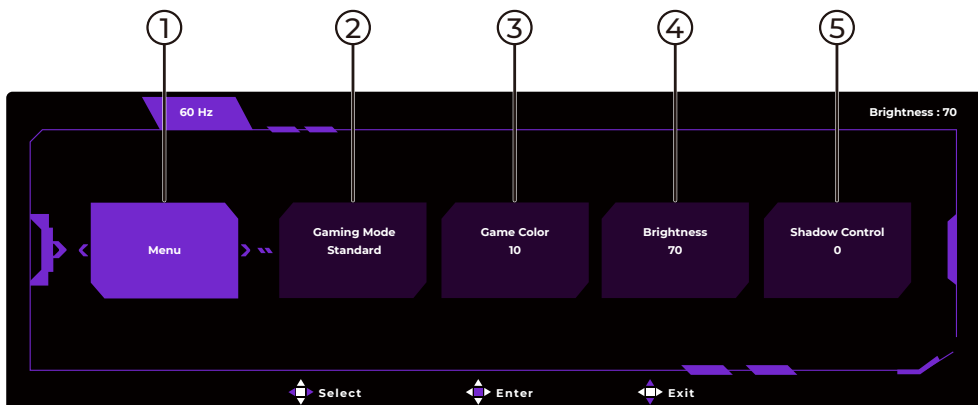 ① ② ③ ④ ⑤
60 Hz
Brightness : 70
Menu
Gaming Mode
Standard
Game Color
10
Brightness
70
Shadow Control
0
Select
Enter
Exit